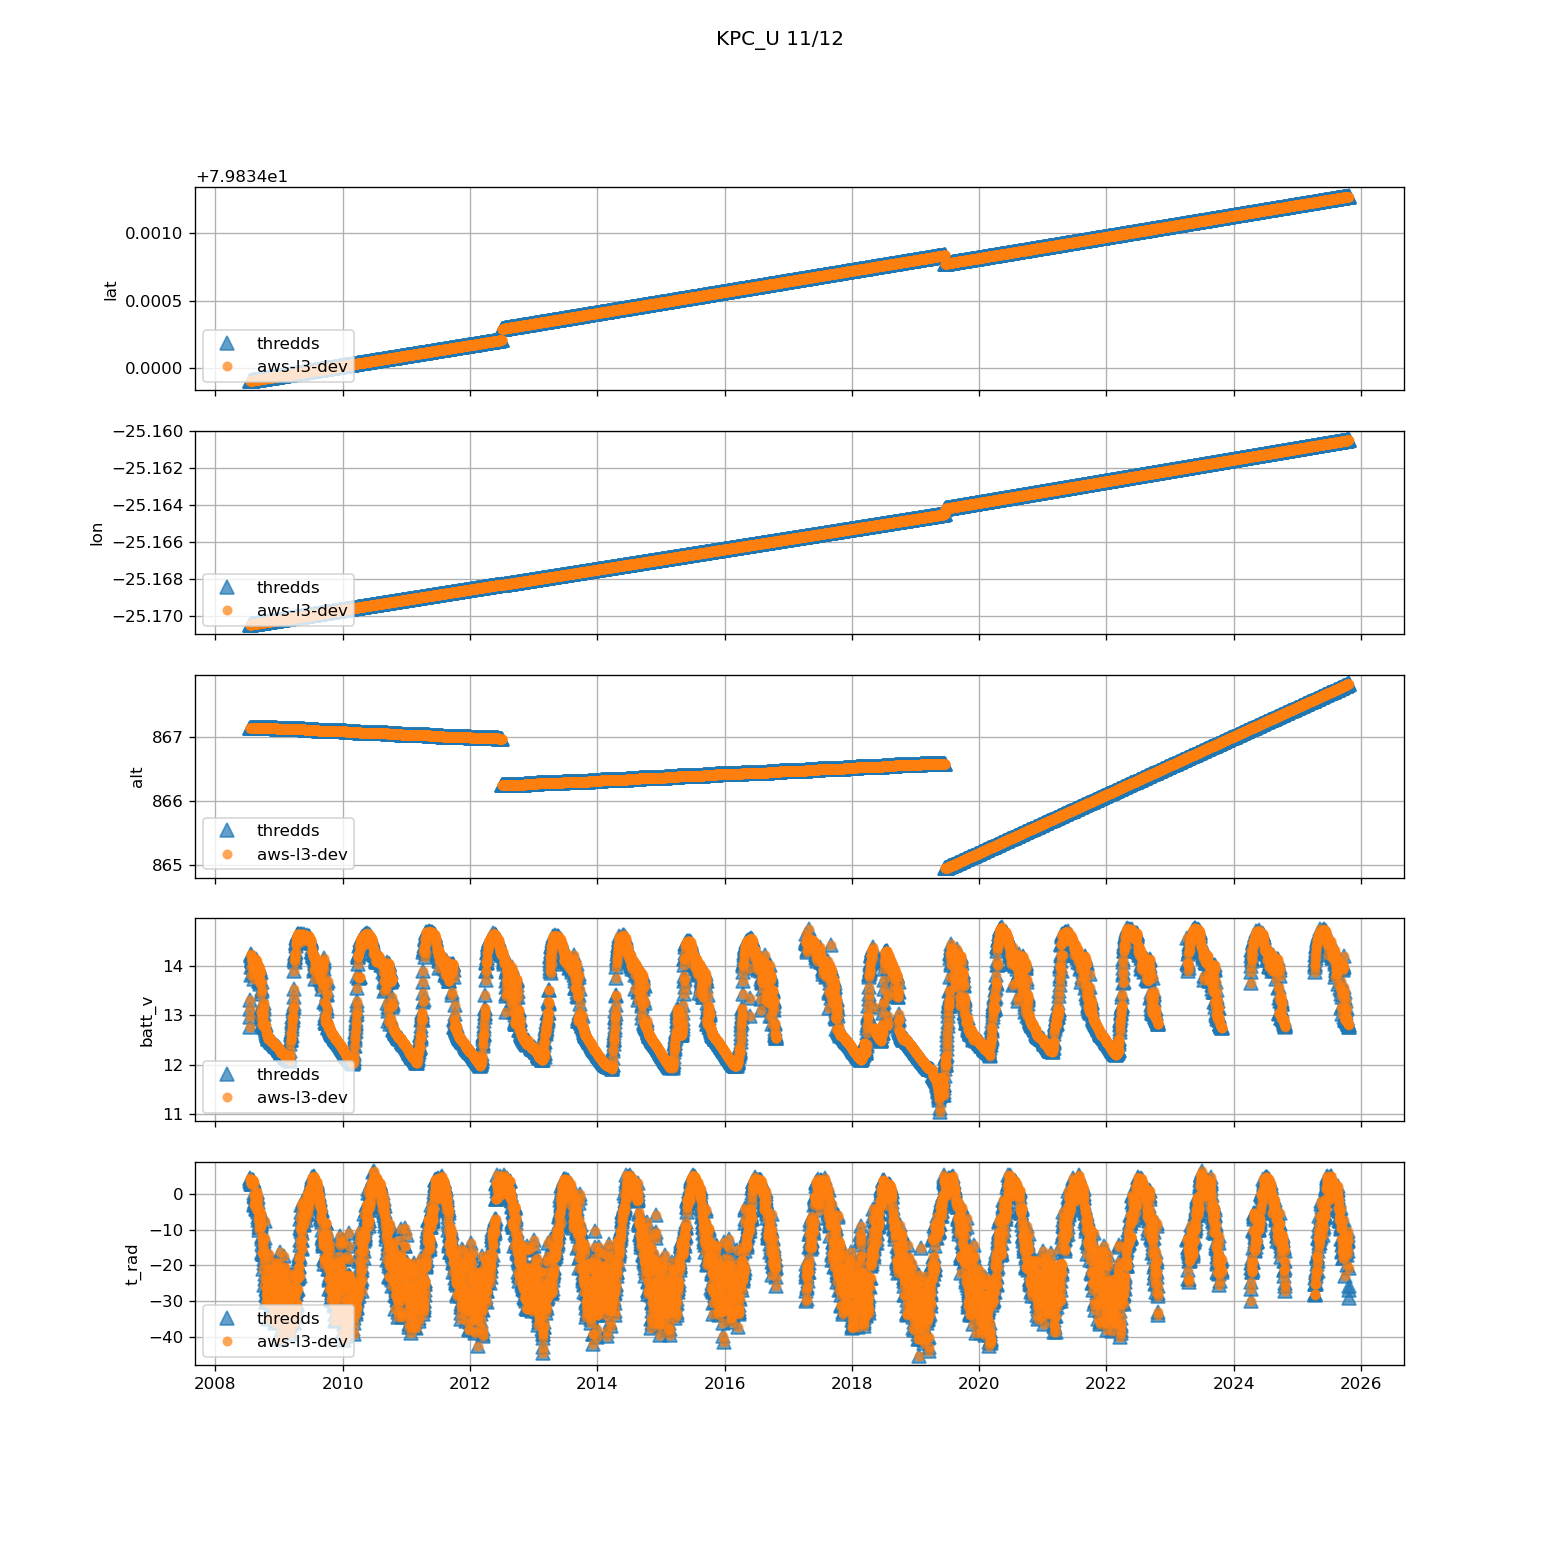 KPC_U 11/12
+7.9834e1
0.0010
0.0005
0.0000
lat
thredds
aws-l3-dev
−25.160
−25.162
−25.164
−25.166
−25.168
−25.170
lon
thredds
aws-l3-dev
867
866
865
alt
thredds
aws-l3-dev
14
13
12
11
batt_v
thredds
aws-l3-dev
0
−10
−20
−30
−40
t_rad
thredds
aws-l3-dev
2008 2010 2012 2014 2016 2018 2020 2022 2024 2026